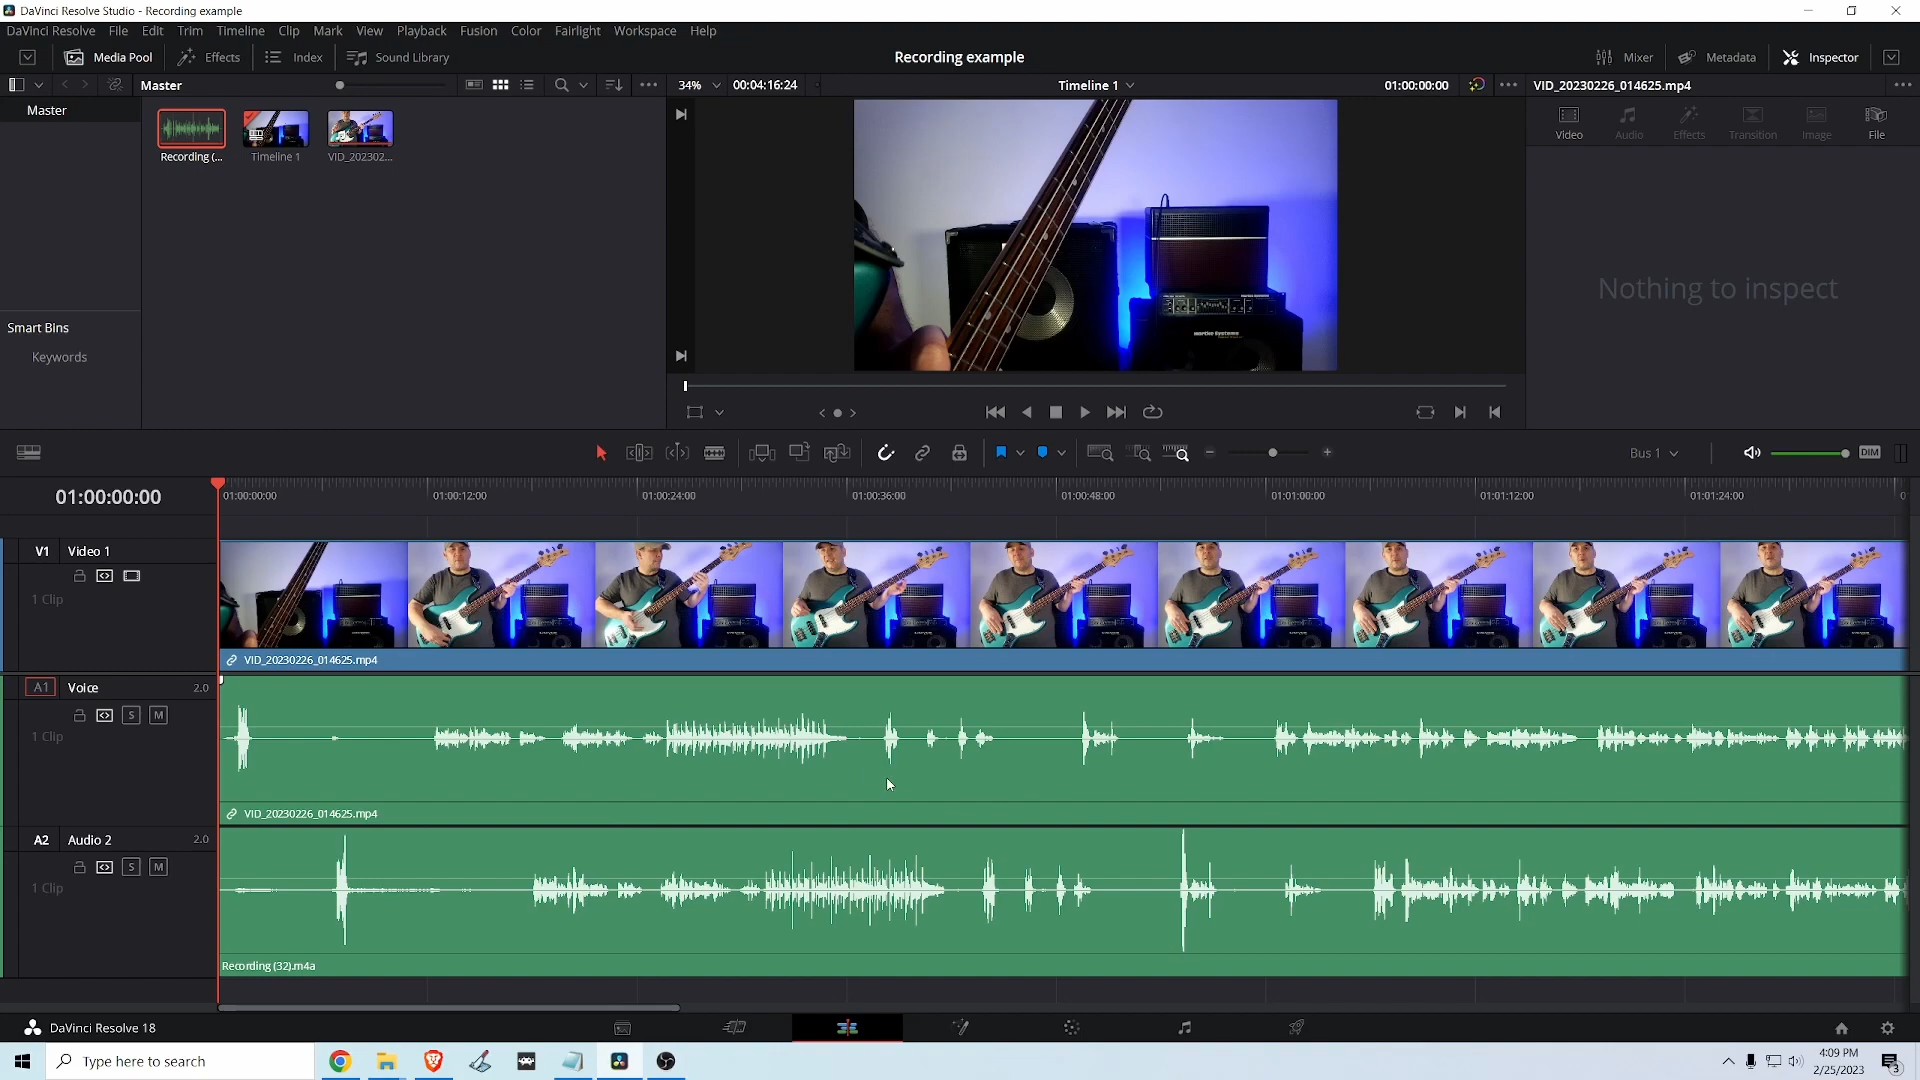 DaVinci Resolve Studio - Recording example
DaVinci Resolve File Edit Trim Timeline Clip Mark View Playback Fusion Color Fairlight Workspace Help
Media Pool Effects Index Sound Library Recording example Mixer Metadata Inspector
Master 34% 00:04:16:24 Timeline 1 01:00:00:00 VID_20230226_014625.mp4
Master
Video Audio Effects Transition Image File
Recording (... Timeline 1 VID_202302...
Nothing to inspect
Smart Bins
Keywords
Bus 1 DIM
01:00:00:00
01:00:00:00 01:00:12:00 01:00:24:00 01:00:36:00 01:00:48:00 01:01:00:00 01:01:12:00 01:01:24:00
V1 Video 1
1 Clip
VID_20230226_014625.mp4
A1 Voice 2.0
S M
1 Clip
VID_20230226_014625.mp4
A2 Audio 2 2.0
S M
1 Clip
Recording (32).m4a
DaVinci Resolve 18
Type here to search
4:09 PM
2/25/2023
3